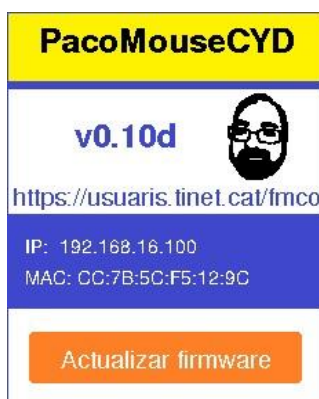 PacoMouseCYD
v0.10d
https://usuaris.tinet.cat/fmco
IP: 192.168.16.100
MAC: CC:7B:5C:F5:12:9C
Actualizar firmware